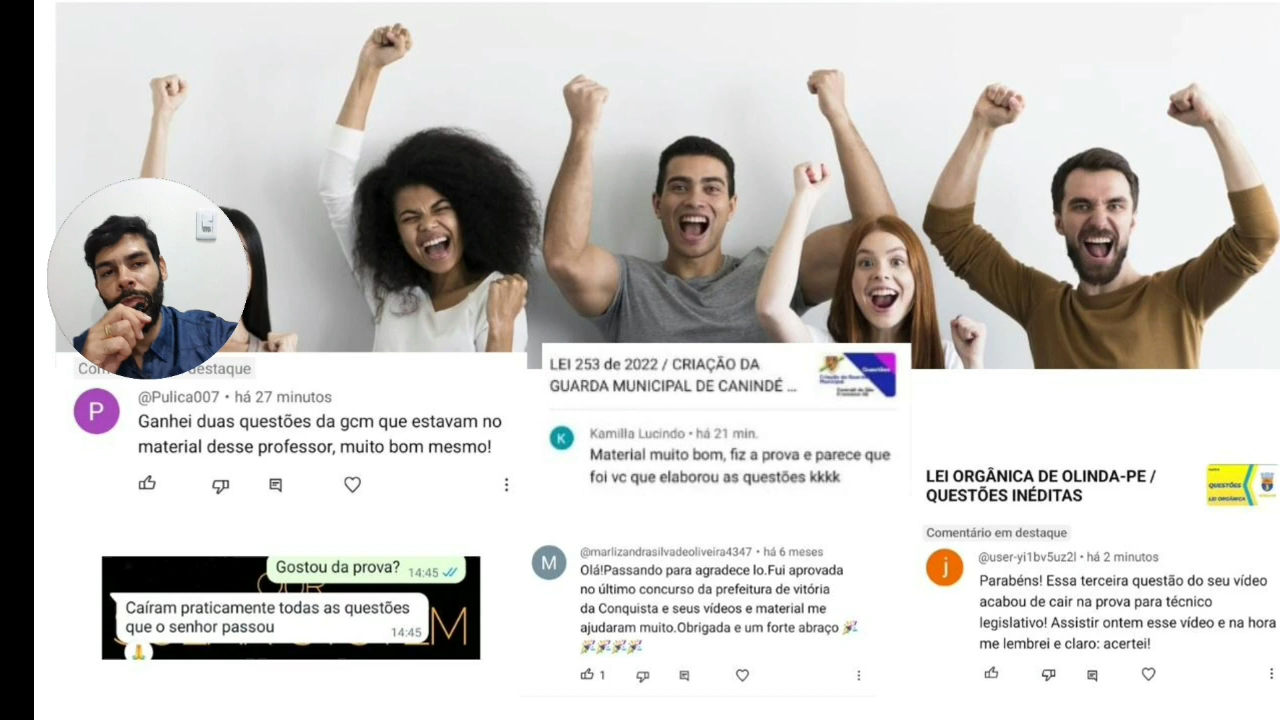 Com
destaque
P
@Pulica007 • há 27 minutos
Ganhei duas questões da gcm que estavam no
material desse professor, muito bom mesmo!
Gostou da prova? 14:45
Caíram praticamente todas as questões
que o senhor passou
14:45
LEI 253 de 2022 / CRIAÇÃO DA
GUARDA MUNICIPAL DE CANINDÉ ...
Questões
K
Kamilla Lucindo • há 21 min.
Material muito bom, fiz a prova e parece que
foi vc que elaborou as questões kkkk
M
@marlizandrasilvadeoliveira4347 • há 6 meses
Olá!Passando para agradece lo.Fui aprovada
no último concurso da prefeitura de vitória
da Conquista e seus vídeos e material me
ajudaram muito.Obrigada e um forte abraço 🎉
🎉🎉🎉🎉
1
LEI ORGÂNICA DE OLINDA-PE /
QUESTÕES INÉDITAS
QUESTÕES
LEI ORGÂNICA
Comentário em destaque
j
@user-yi1bv5uz2l • há 2 minutos
Parabéns! Essa terceira questão do seu vídeo
acabou de cair na prova para técnico
legislativo! Assistir ontem esse vídeo e na hora
me lembrei e claro: acertei!